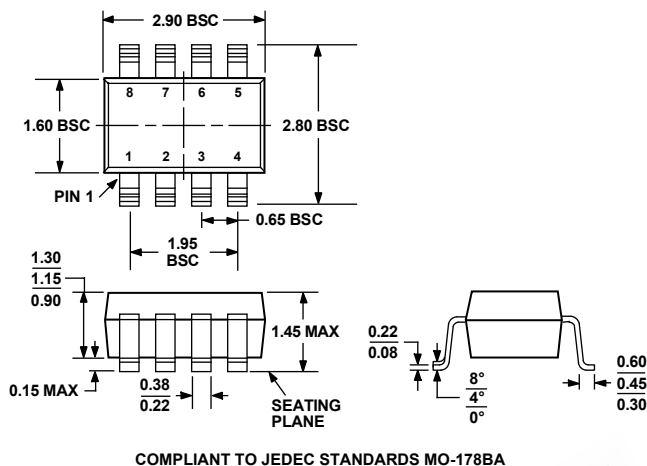 2.90 BSC
8 7 6 5
1.60 BSC
2.80 BSC
1 2 3 4
PIN 1
0.65 BSC
1.95
BSC
1.30
1.15
0.90
1.45 MAX
0.15 MAX
0.38
0.22
SEATING
PLANE
0.22
0.08
8°
4°
0°
0.60
0.45
0.30
COMPLIANT TO JEDEC STANDARDS MO-178BA